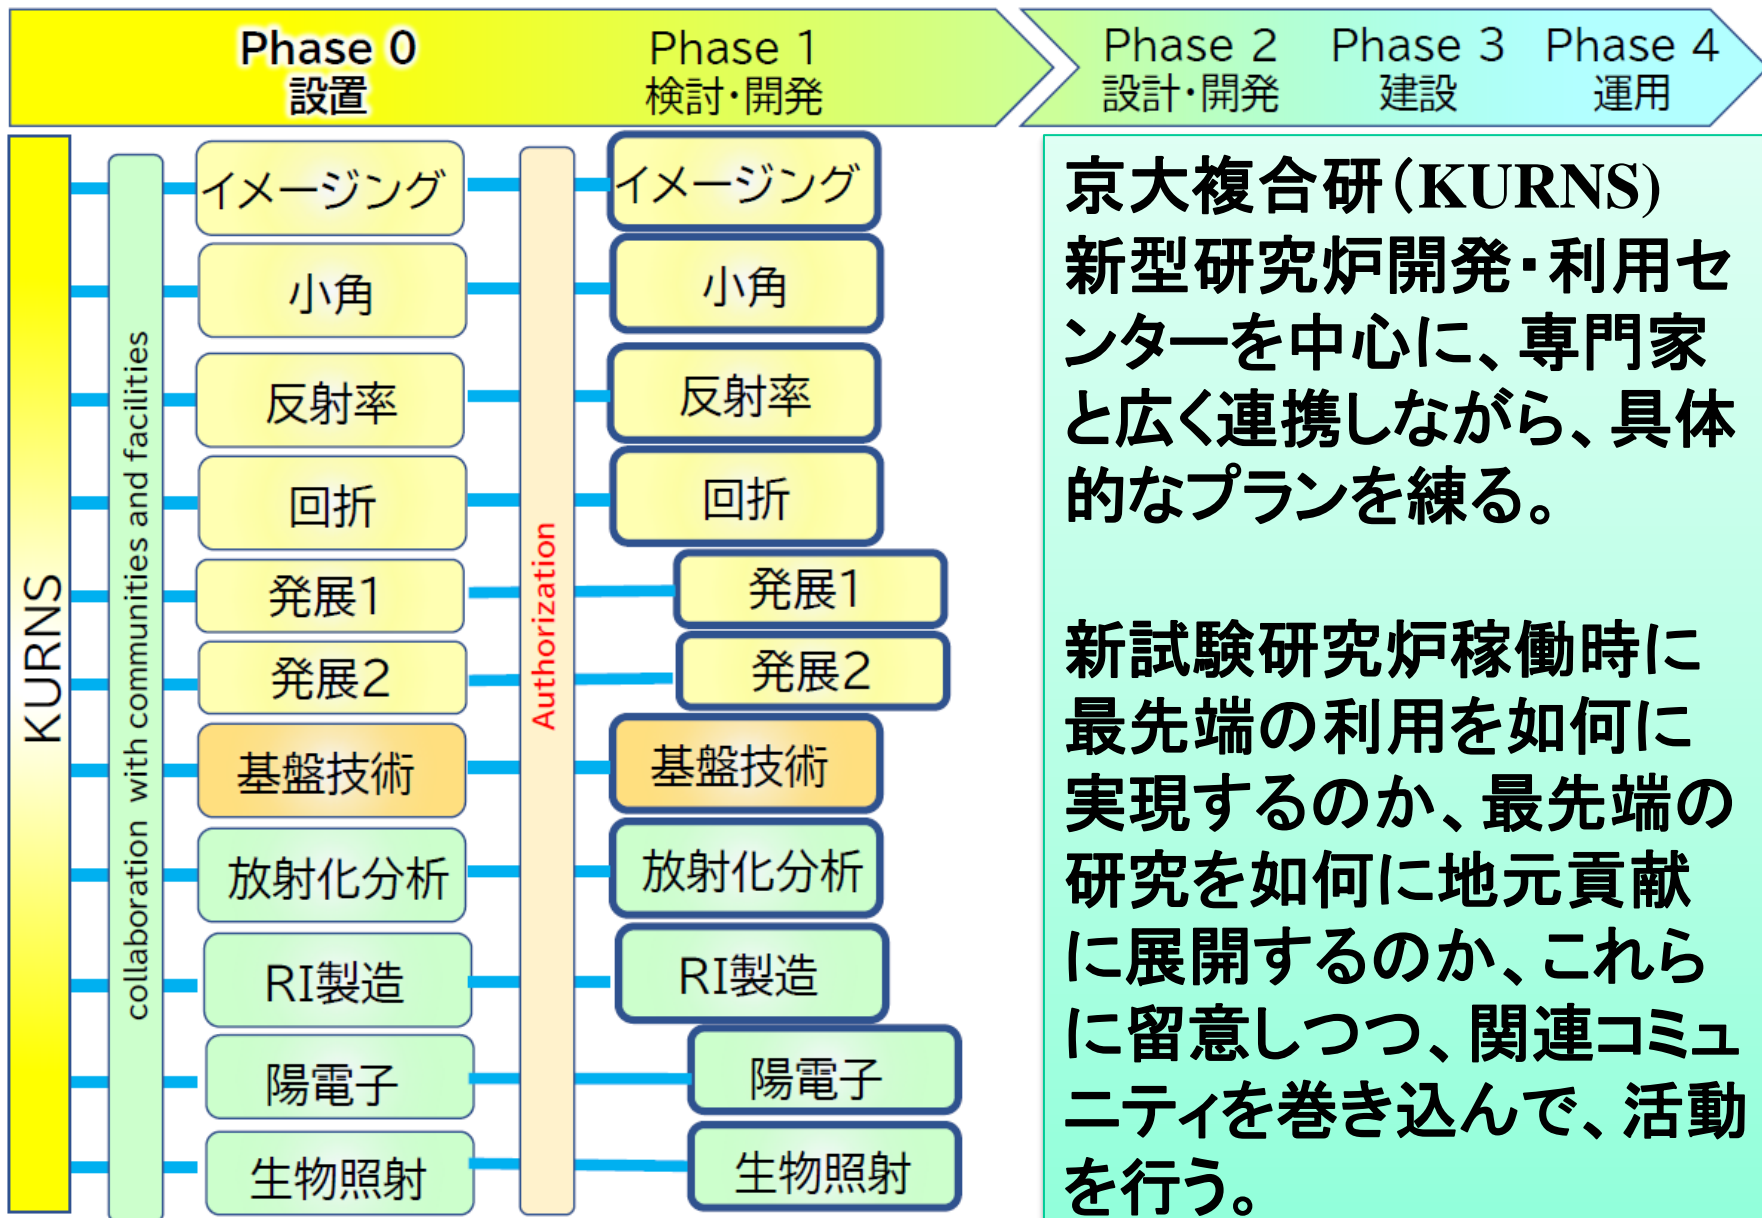 Phase 0
設置
Phase 1
検討・開発
Phase 2
設計・開発
Phase 3
建設
Phase 4
運用
KURNS
collaboration with communities and facilities
イメージング
小角
反射率
回折
発展1
発展2
基盤技術
放射化分析
RI製造
陽電子
生物照射
Authorization
イメージング
小角
反射率
回折
発展1
発展2
基盤技術
放射化分析
RI製造
陽電子
生物照射
京大複合研（KURNS)
新型研究炉開発・利用セ
ンターを中心に、専門家
と広く連携しながら、具体
的なプランを練る。
新試験研究炉稼働時に
最先端の利用を如何に
実現するのか、最先端の
研究を如何に地元貢献
に展開するのか、これら
に留意しつつ、関連コミュ
ニティを巻き込んで、活動
を行う。